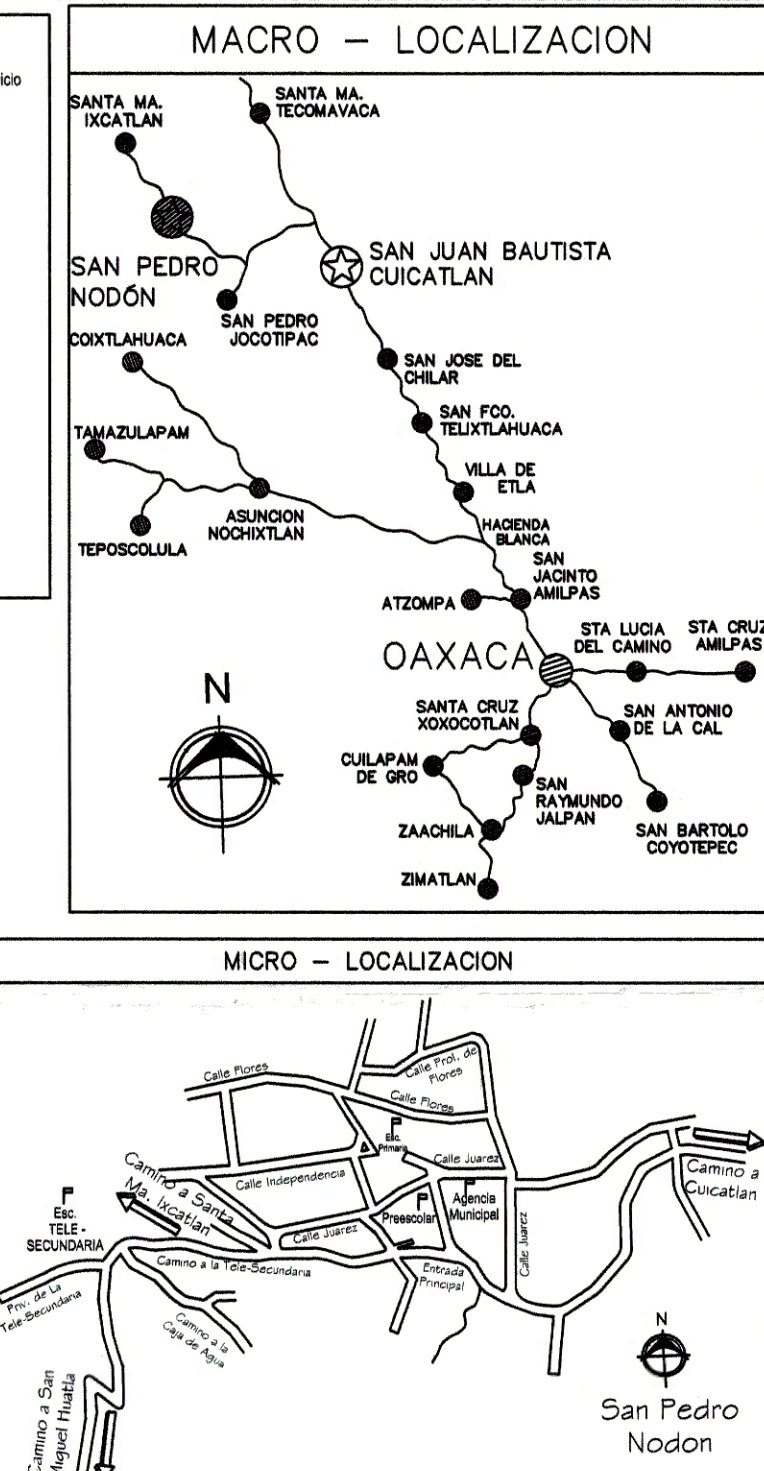 icio
MACRO – LOCALIZACION
SANTA MA.
IXCATLAN
SANTA MA.
TECOMAVACA
SAN PEDRO
NODÓN
SAN JUAN BAUTISTA
CUICATLAN
SAN PEDRO
JOCOTIPAC
COIXTLAHUACA
SAN JOSE DEL
CHILAR
SAN FCO.
TELIXTLAHUACA
TAMAZULAPAM
VILLA DE
ETLA
ASUNCION
NOCHIXTLAN
TEPOSCOLULA
HACIENDA
BLANCA
SAN
JACINTO
AMILPAS
ATZOMPA
STA LUCIA
DEL CAMINO
STA CRUZ
AMILPAS
OAXACA
N
SANTA CRUZ
XOXOCOTLAN
SAN ANTONIO
DE LA CAL
CUILAPAM
DE GRO
SAN
RAYMUNDO
JALPAN
ZAACHILA
SAN BARTOLO
COYOTEPEC
ZIMATLAN
MICRO – LOCALIZACION
Calle Flores
Calle Prol. de
Flores
Calle Flores
Esc.
Primaria
Calle Juarez
Camino a
Cuicatlan
Camino a Santa
Ma. Ixcatlan
Calle Independencia
Esc.
TELE -
SECUNDARIA
Preescolar
Agencia
Municipal
Calle Juarez
Calle Juarez
Camino a la Tele-Secundaria
Entrada
Principal
Priv. de La
Tele-Secundaria
Camino a la
Caja de Agua
Camino a San
Miguel Huatla
N
San Pedro
Nodon